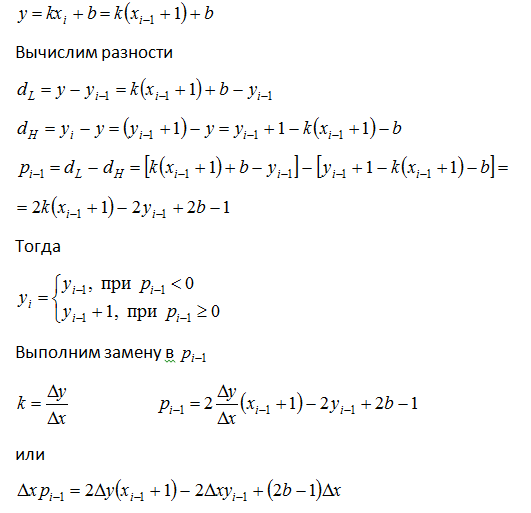 y = kx_i + b = k(x_{i–1} + 1) + b
Вычислим разности
d_L = y – y_{i–1} = k(x_{i–1} + 1) + b – y_{i–1}
d_H = y_i – y = (y_{i–1} + 1) – y = y_{i–1} + 1 – k(x_{i–1} + 1) – b
p_{i–1} = d_L – d_H = [k(x_{i–1} + 1) + b – y_{i–1}] – [y_{i–1} + 1 – k(x_{i–1} + 1) – b] =
= 2k(x_{i–1} + 1) – 2y_{i–1} + 2b – 1
Тогда
y_i = { y_{i–1}, при p_{i–1} < 0
y_{i–1} + 1, при p_{i–1} ≥ 0
Выполним замену в p_{i–1}
k = Δy/Δx p_{i–1} = 2 Δy/Δx (x_{i–1} + 1) – 2y_{i–1} + 2b – 1
или
Δx p_{i–1} = 2Δy(x_{i–1} + 1) – 2Δxy_{i–1} + (2b – 1)Δx